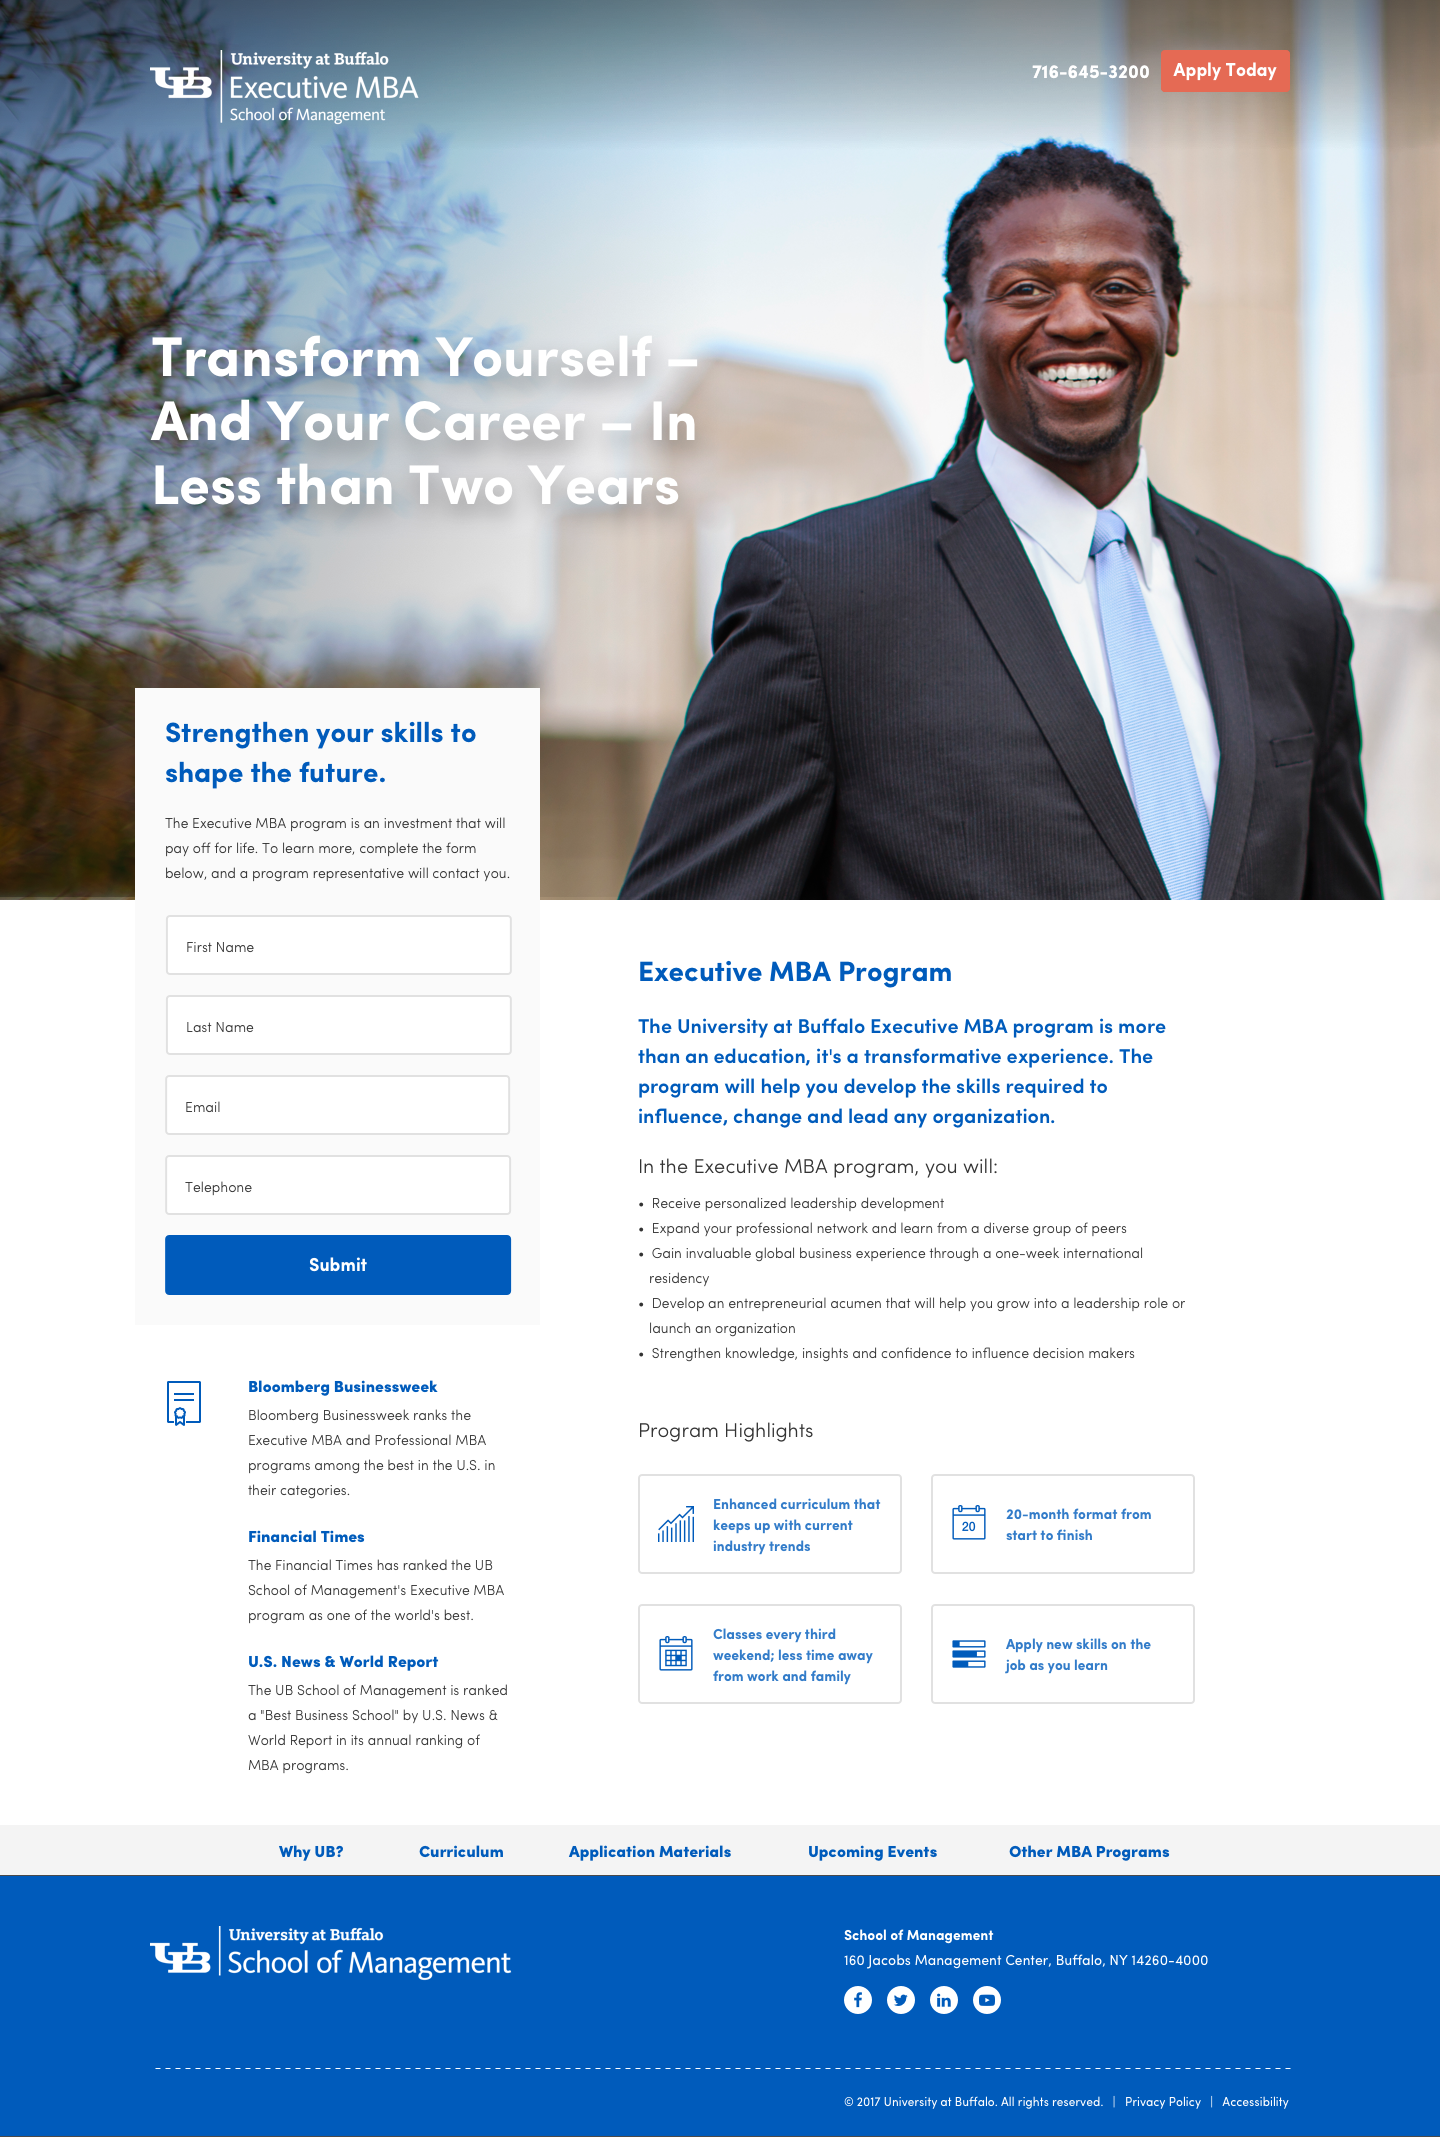 University at Buffalo
Executive MBA
School of Management
716-645-3200
Apply Today
Transform Yourself –
And Your Career – In
Less than Two Years
Strengthen your skills to
shape the future.
The Executive MBA program is an investment that will
pay off for life. To learn more, complete the form
below, and a program representative will contact you.
First Name
Last Name
Email
Telephone
Submit
Bloomberg Businessweek
Bloomberg Businessweek ranks the
Executive MBA and Professional MBA
programs among the best in the U.S. in
their categories.
Financial Times
The Financial Times has ranked the UB
School of Management's Executive MBA
program as one of the world's best.
U.S. News & World Report
The UB School of Management is ranked
a "Best Business School" by U.S. News &
World Report in its annual ranking of
MBA programs.
Executive MBA Program
The University at Buffalo Executive MBA program is more
than an education, it's a transformative experience. The
program will help you develop the skills required to
influence, change and lead any organization.
In the Executive MBA program, you will:
• Receive personalized leadership development
• Expand your professional network and learn from a diverse group of peers
• Gain invaluable global business experience through a one-week international
residency
• Develop an entrepreneurial acumen that will help you grow into a leadership role or
launch an organization
• Strengthen knowledge, insights and confidence to influence decision makers
Program Highlights
Enhanced curriculum that
keeps up with current
industry trends
20
20-month format from
start to finish
Classes every third
weekend; less time away
from work and family
Apply new skills on the
job as you learn
Why UB?
Curriculum
Application Materials
Upcoming Events
Other MBA Programs
UB
University at Buffalo
School of Management
School of Management
160 Jacobs Management Center, Buffalo, NY 14260-4000
© 2017 University at Buffalo. All rights reserved. | Privacy Policy | Accessibility